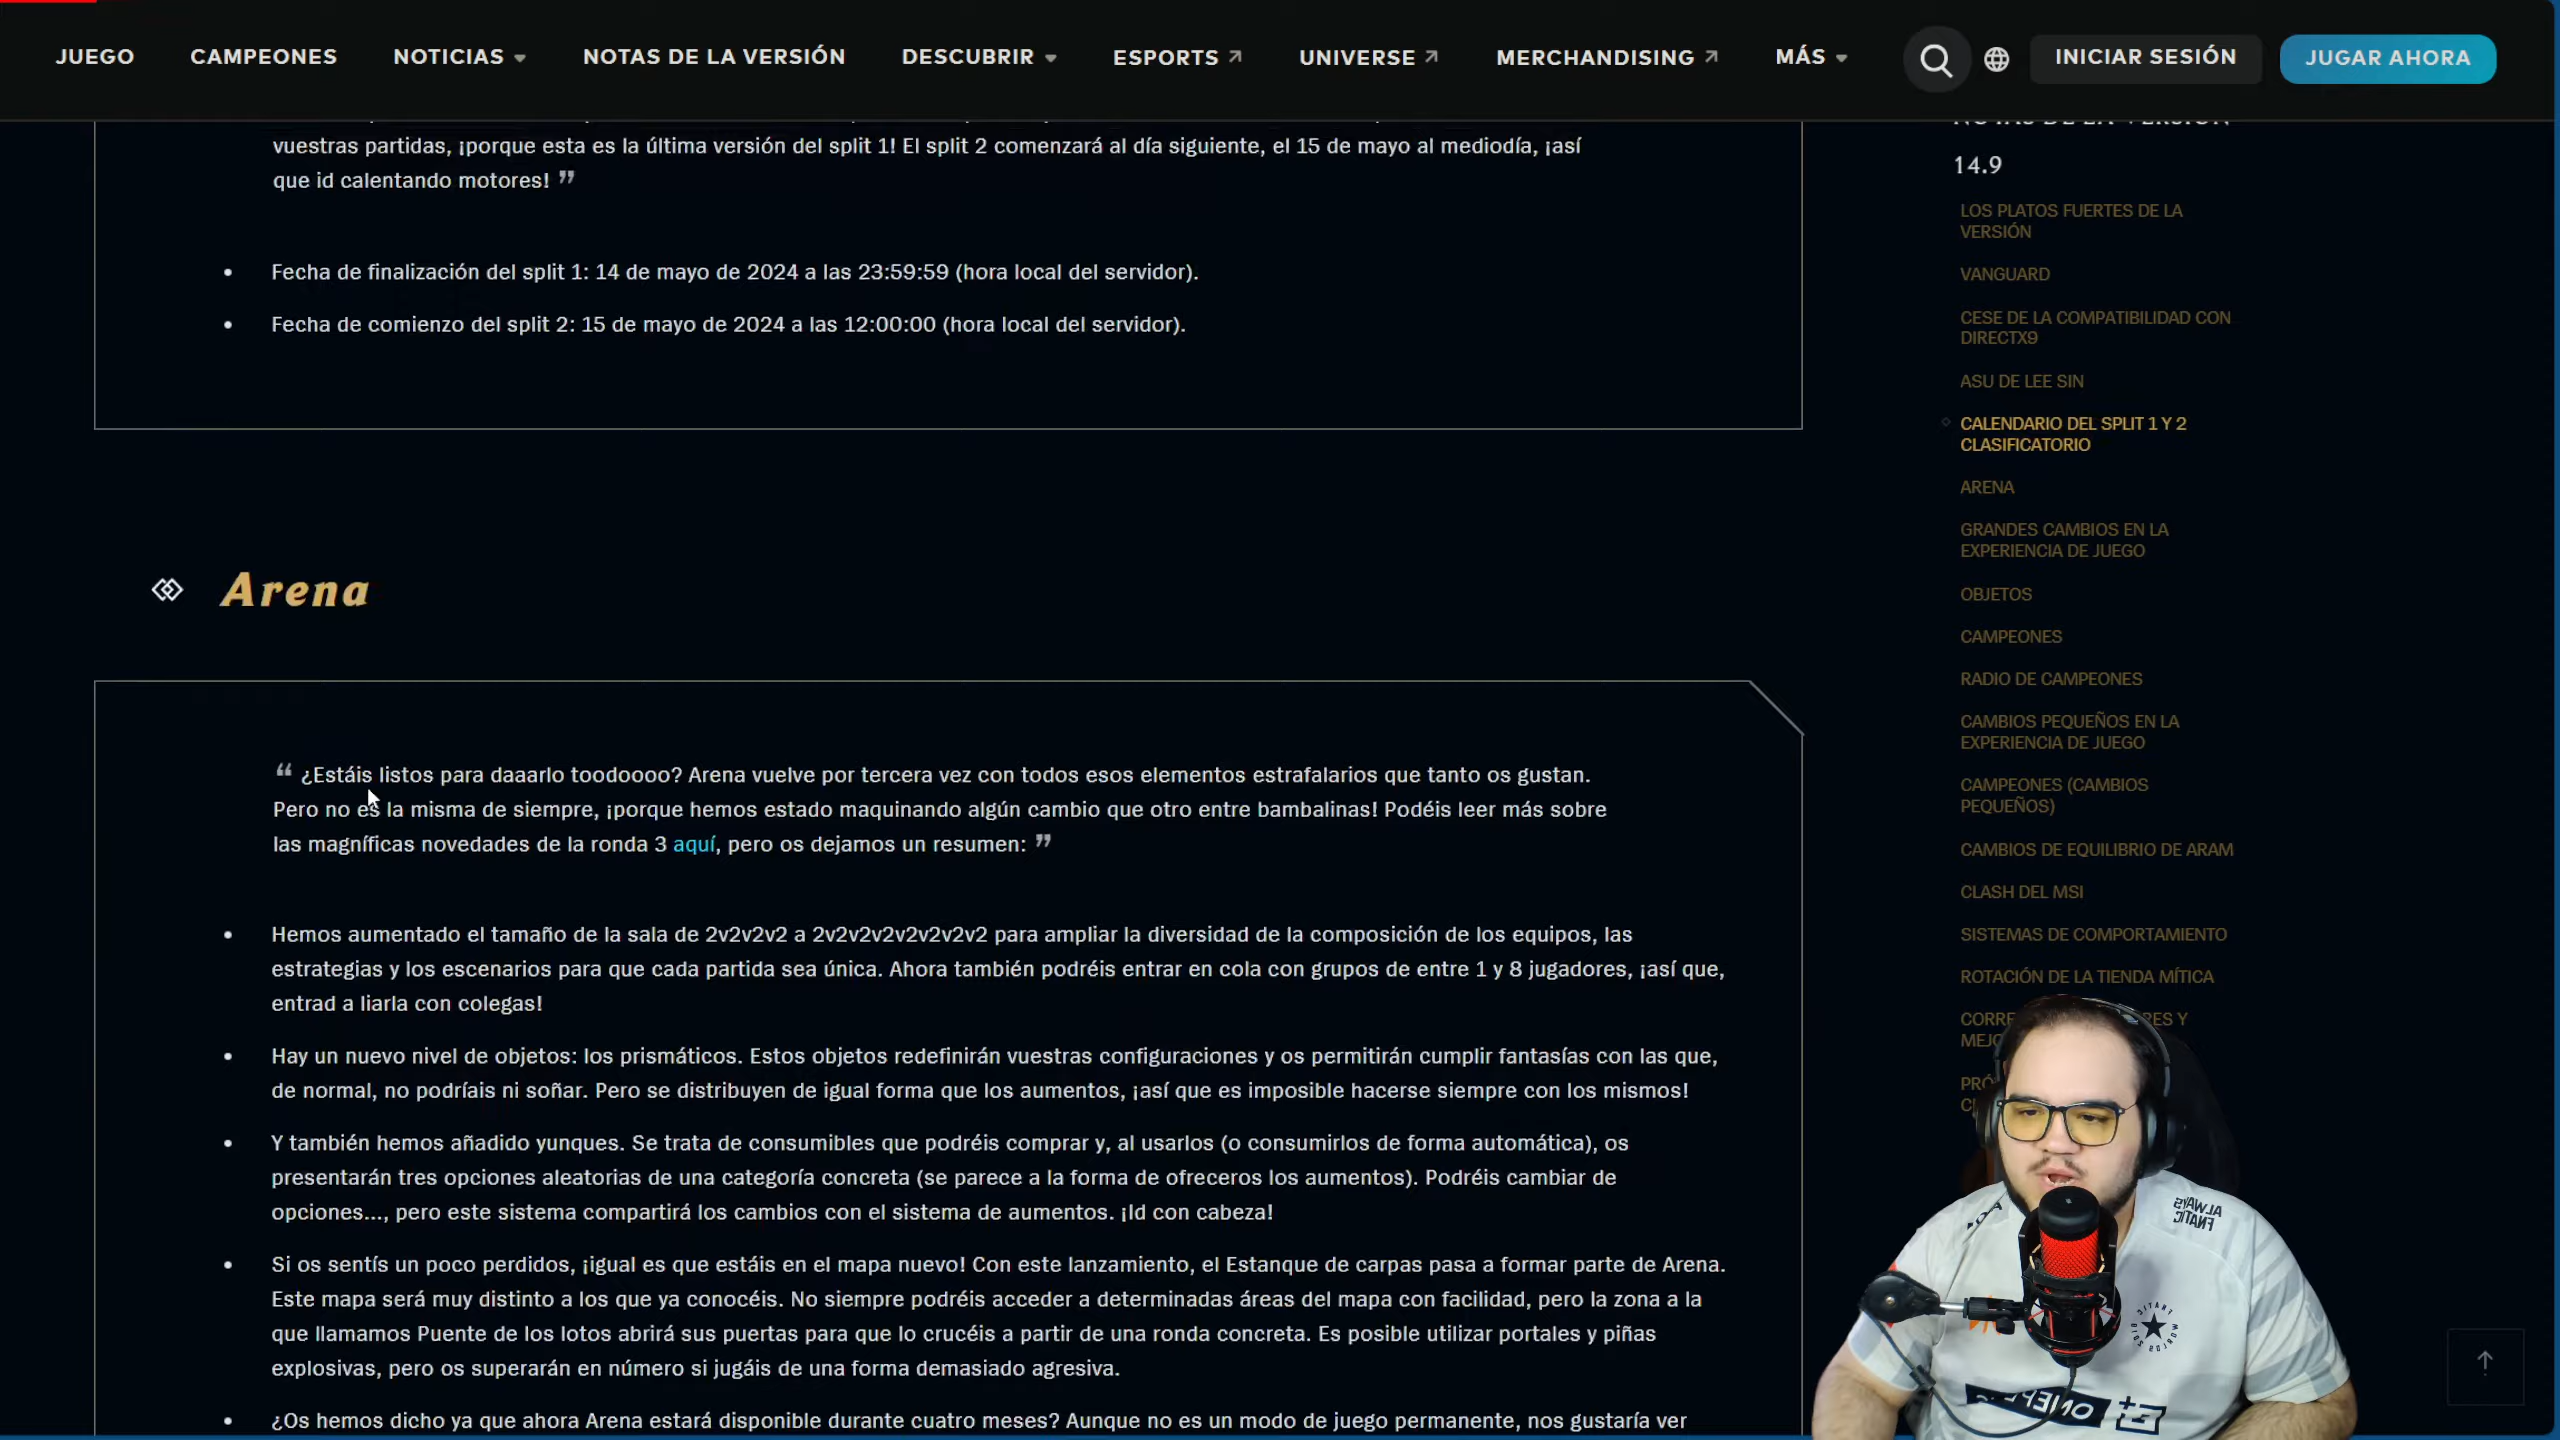 JUEGO CAMPEONES NOTICIAS NOTAS DE LA VERSIÓN DESCUBRIR ESPORTS UNIVERSE MERCHANDISING MÁS INICIAR SESIÓN JUGAR AHORA
vuestras partidas, ¡porque esta es la última versión del split 1! El split 2 comenzará al día siguiente, el 15 de mayo al mediodía, ¡así
que id calentando motores! ”
• Fecha de finalización del split 1: 14 de mayo de 2024 a las 23:59:59 (hora local del servidor).
• Fecha de comienzo del split 2: 15 de mayo de 2024 a las 12:00:00 (hora local del servidor).
Arena
“ ¿Estáis listos para daaarlo toodoooo? Arena vuelve por tercera vez con todos esos elementos estrafalarios que tanto os gustan.
Pero no es la misma de siempre, ¡porque hemos estado maquinando algún cambio que otro entre bambalinas! Podéis leer más sobre
las magníficas novedades de la ronda 3 aquí, pero os dejamos un resumen: ”
• Hemos aumentado el tamaño de la sala de 2v2v2v2 a 2v2v2v2v2v2v2v2 para ampliar la diversidad de la composición de los equipos, las
estrategias y los escenarios para que cada partida sea única. Ahora también podréis entrar en cola con grupos de entre 1 y 8 jugadores, ¡así que,
entrad a liarla con colegas!
• Hay un nuevo nivel de objetos: los prismáticos. Estos objetos redefinirán vuestras configuraciones y os permitirán cumplir fantasías con las que,
de normal, no podríais ni soñar. Pero se distribuyen de igual forma que los aumentos, ¡así que es imposible hacerse siempre con los mismos!
• Y también hemos añadido yunques. Se trata de consumibles que podréis comprar y, al usarlos (o consumirlos de forma automática), os
presentarán tres opciones aleatorias de una categoría concreta (se parece a la forma de ofreceros los aumentos). Podréis cambiar de
opciones..., pero este sistema compartirá los cambios con el sistema de aumentos. ¡Id con cabeza!
• Si os sentís un poco perdidos, ¡igual es que estáis en el mapa nuevo! Con este lanzamiento, el Estanque de carpas pasa a formar parte de Arena.
Este mapa será muy distinto a los que ya conocéis. No siempre podréis acceder a determinadas áreas del mapa con facilidad, pero la zona a la
que llamamos Puente de los lotos abrirá sus puertas para que lo crucéis a partir de una ronda concreta. Es posible utilizar portales y piñas
explosivas, pero os superarán en número si jugáis de una forma demasiado agresiva.
• ¿Os hemos dicho ya que ahora Arena estará disponible durante cuatro meses? Aunque no es un modo de juego permanente, nos gustaría ver
NOTAS DE LA VERSIÓN
14.9
LOS PLATOS FUERTES DE LA
VERSIÓN
VANGUARD
CESE DE LA COMPATIBILIDAD CON
DIRECTX9
ASU DE LEE SIN
CALENDARIO DEL SPLIT 1 Y 2
CLASIFICATORIO
ARENA
GRANDES CAMBIOS EN LA
EXPERIENCIA DE JUEGO
OBJETOS
CAMPEONES
RADIO DE CAMPEONES
CAMBIOS PEQUEÑOS EN LA
EXPERIENCIA DE JUEGO
CAMPEONES (CAMBIOS
PEQUEÑOS)
CAMBIOS DE EQUILIBRIO DE ARAM
CLASH DEL MSI
SISTEMAS DE COMPORTAMIENTO
ROTACIÓN DE LA TIENDA MÍTICA
ALWAYS
FNATIC